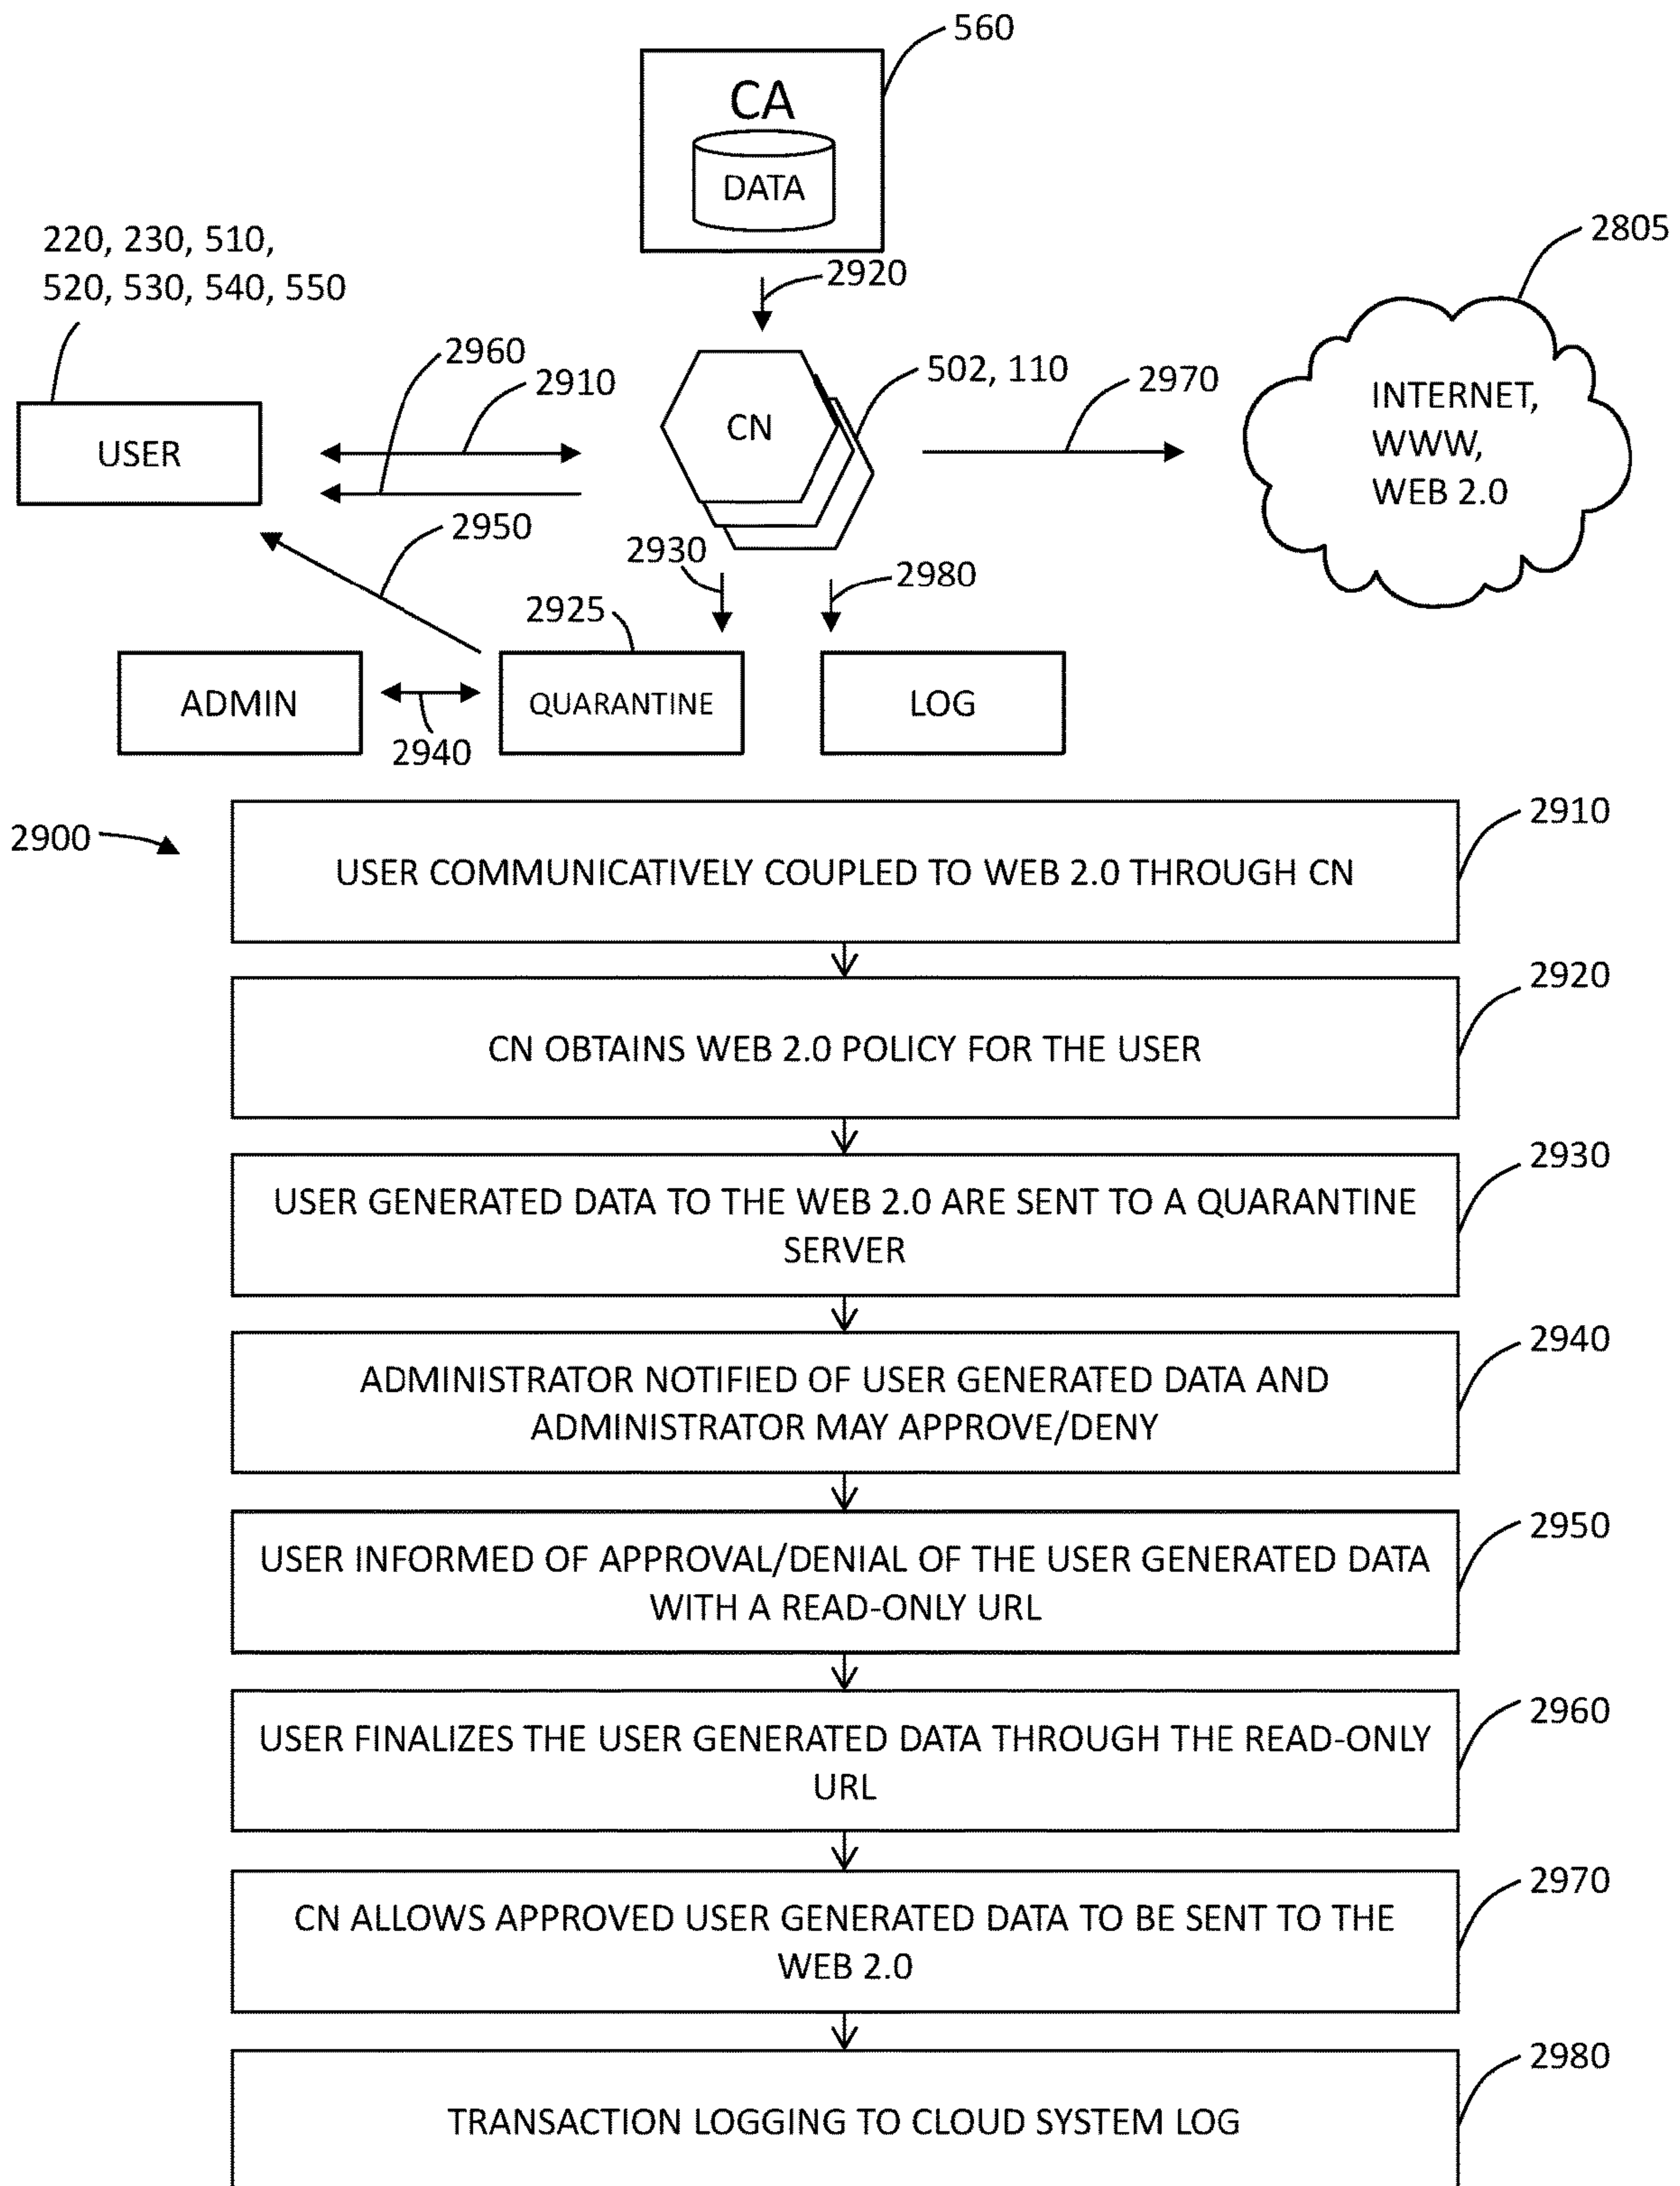 560
CA
DATA
2920
220, 230, 510,
520, 530, 540, 550
2805
2960
2910
502, 110
2970
USER
CN
INTERNET,
WWW,
WEB 2.0
2950
2930
2980
2925
ADMIN
QUARANTINE
LOG
2940
2900
2910
USER COMMUNICATIVELY COUPLED TO WEB 2.0 THROUGH CN
2920
CN OBTAINS WEB 2.0 POLICY FOR THE USER
2930
USER GENERATED DATA TO THE WEB 2.0 ARE SENT TO A QUARANTINE
SERVER
2940
ADMINISTRATOR NOTIFIED OF USER GENERATED DATA AND
ADMINISTRATOR MAY APPROVE/DENY
2950
USER INFORMED OF APPROVAL/DENIAL OF THE USER GENERATED DATA
WITH A READ-ONLY URL
2960
USER FINALIZES THE USER GENERATED DATA THROUGH THE READ-ONLY
URL
2970
CN ALLOWS APPROVED USER GENERATED DATA TO BE SENT TO THE
WEB 2.0
2980
TRANSACTION LOGGING TO CLOUD SYSTEM LOG